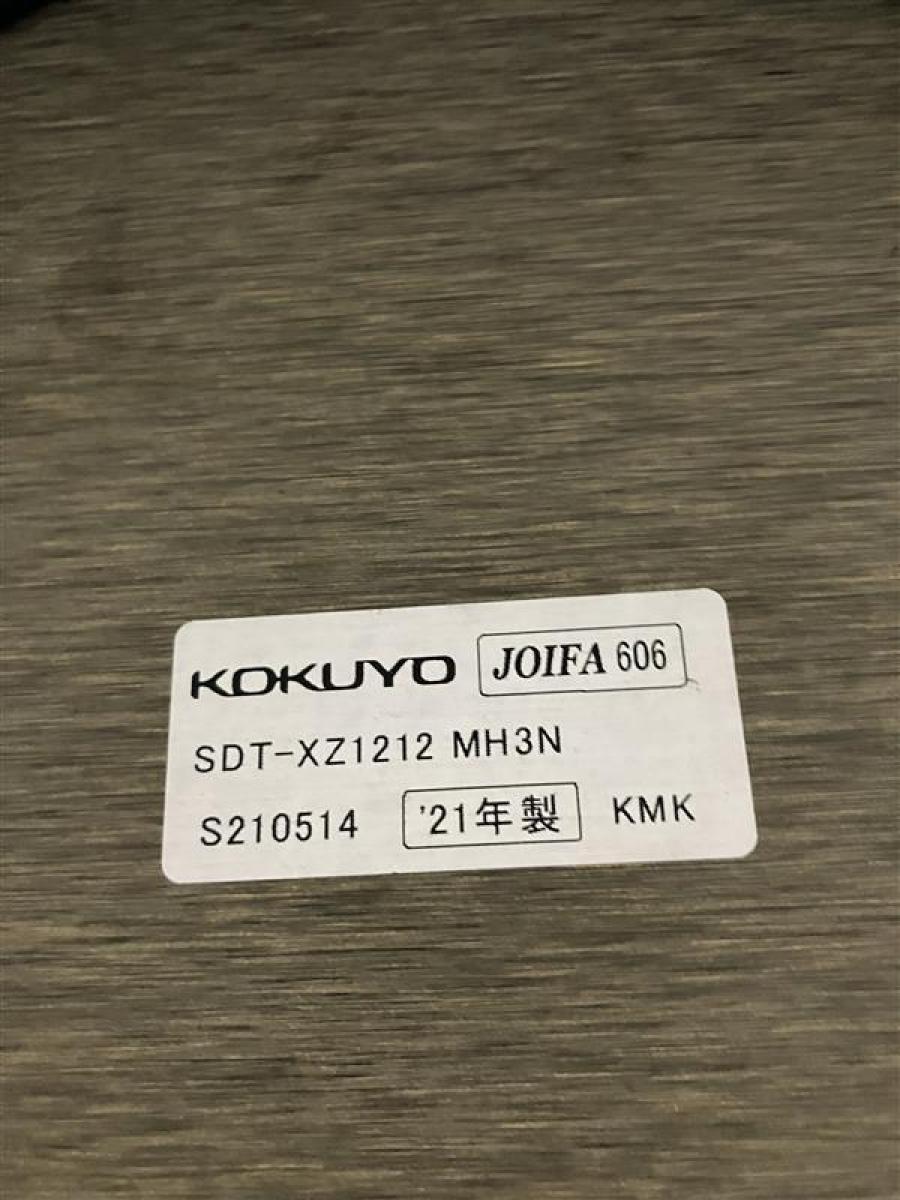 KOKUYO JOIFA 606
SDT-XZ1212 MH3N
S210514 '21年製 KMK